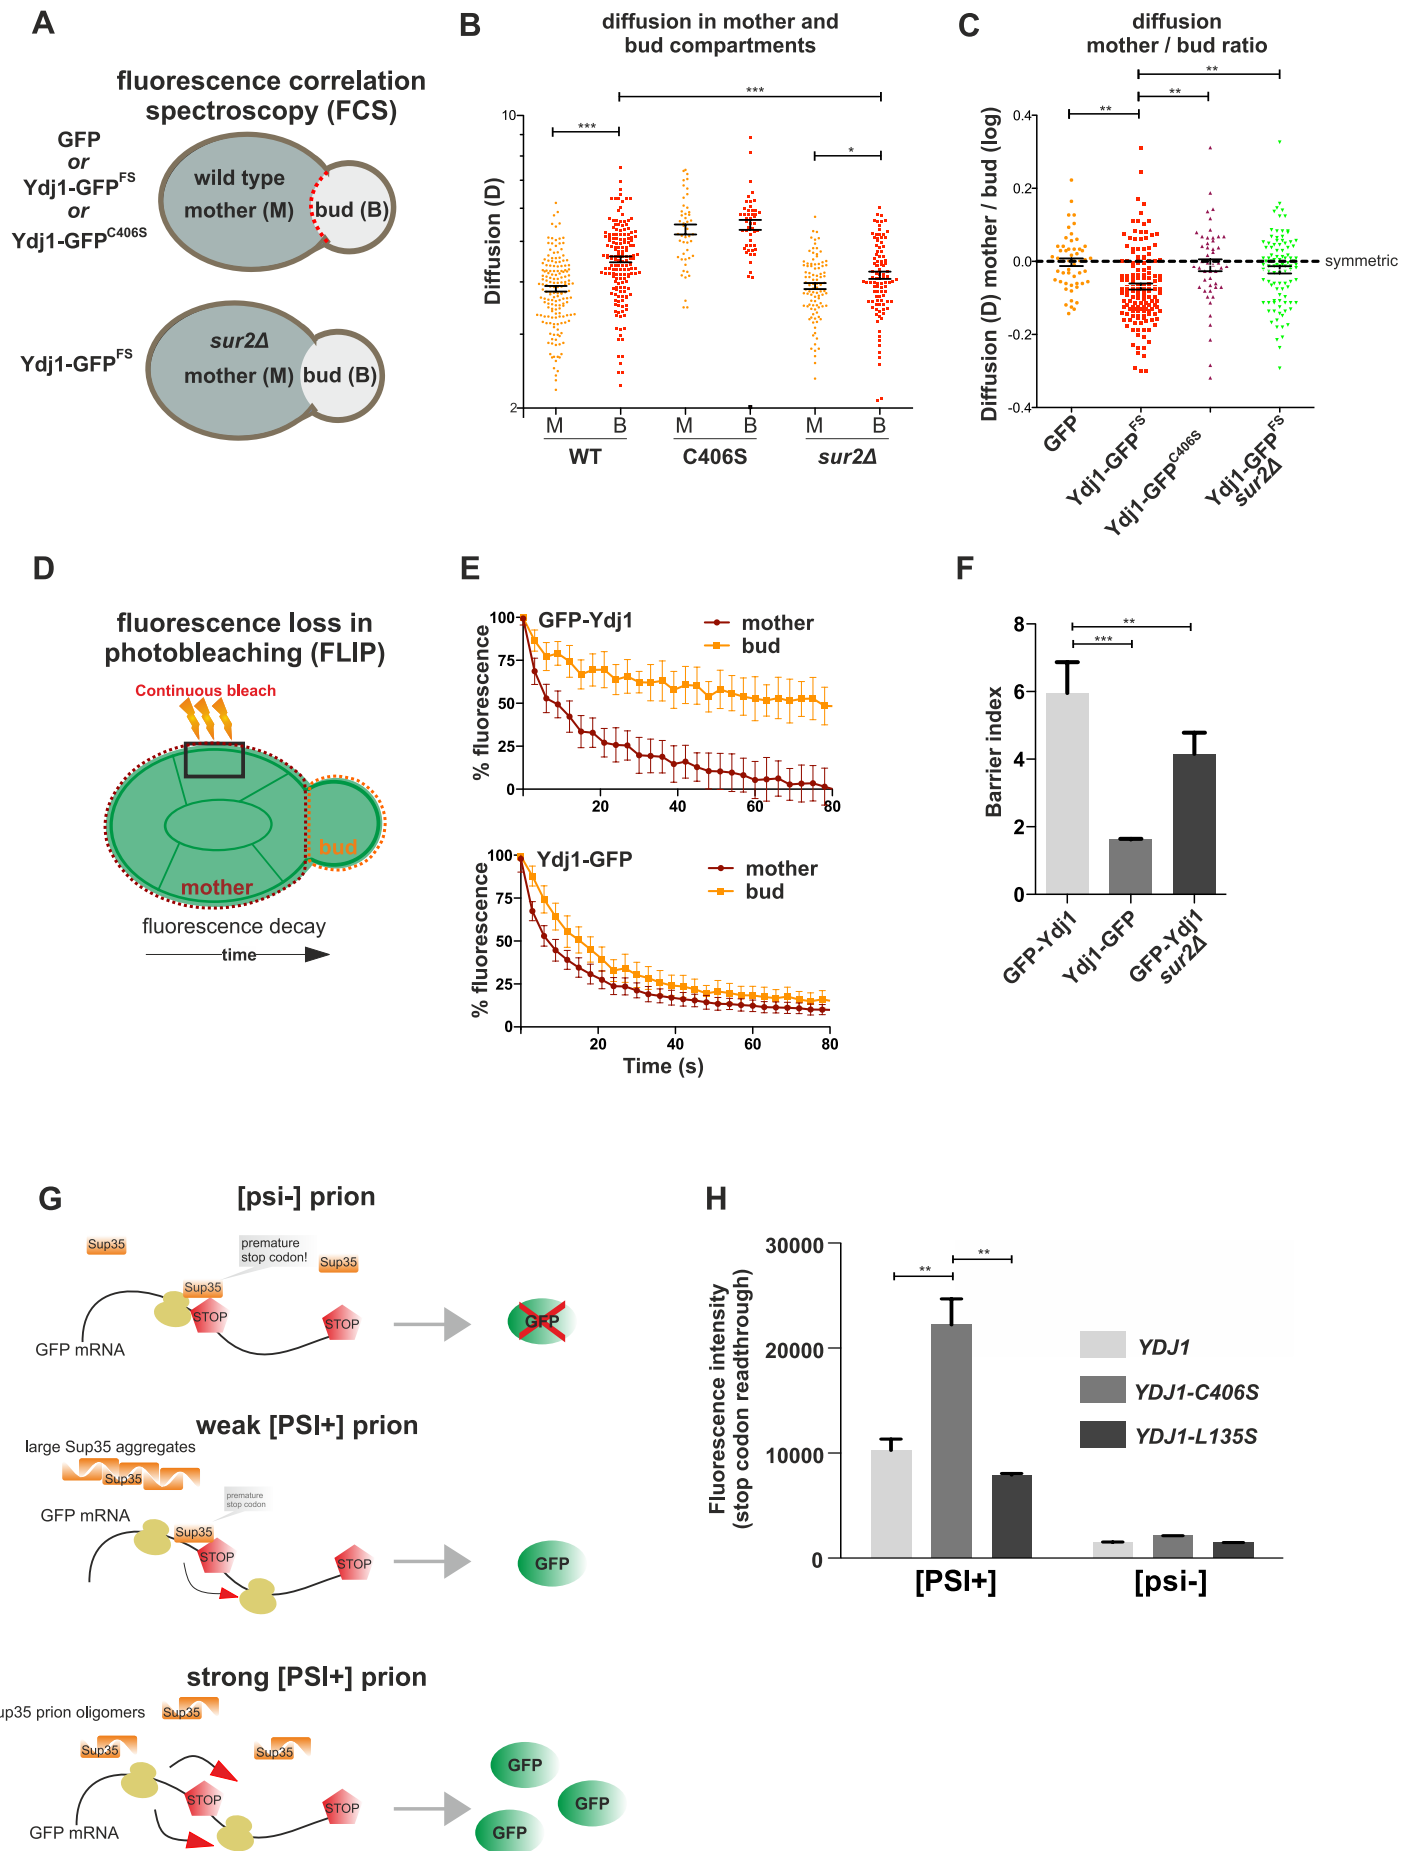 A
fluorescence correlation
spectroscopy (FCS)
GFP
or
Ydj1-GFP^FS
or
Ydj1-GFP^C406S
wild type
mother (M)
bud (B)
Ydj1-GFP^FS
sur2Δ
mother (M)
bud (B)
B
diffusion in mother and
bud compartments
Diffusion (D)
10
2
***
***
*
M B M B M B
WT C406S sur2Δ
C
diffusion
mother / bud ratio
Diffusion (D) mother / bud (log)
0.4
0.2
0.0
-0.2
-0.4
**
**
**
symmetric
GFP
Ydj1-GFP^FS
Ydj1-GFP^C406S
Ydj1-GFP^FS
sur2Δ
D
fluorescence loss in
photobleaching (FLIP)
Continuous bleach
bud
mother
fluorescence decay
time
E
GFP-Ydj1
mother
bud
% fluorescence
100
75
50
25
0
20 40 60 80
Ydj1-GFP
mother
bud
% fluorescence
100
75
50
25
0
20 40 60 80
Time (s)
F
Barrier index
8
6
4
2
0
**
***
GFP-Ydj1
Ydj1-GFP
GFP-Ydj1
sur2Δ
G
[psi-] prion
Sup35
premature
stop codon!
Sup35
Sup35
STOP
STOP
GFP mRNA
GFP
weak [PSI+] prion
large Sup35 aggregates
Sup35
GFP mRNA
premature
stop codon
Sup35
STOP
STOP
GFP
strong [PSI+] prion
up35 prion oligomers
Sup35
Sup35
Sup35
STOP
STOP
GFP mRNA
GFP
GFP
GFP
H
Fluorescence intensity
(stop codon readthrough)
30000
20000
10000
0
**
**
YDJ1
YDJ1-C406S
YDJ1-L135S
[PSI+] [psi-]